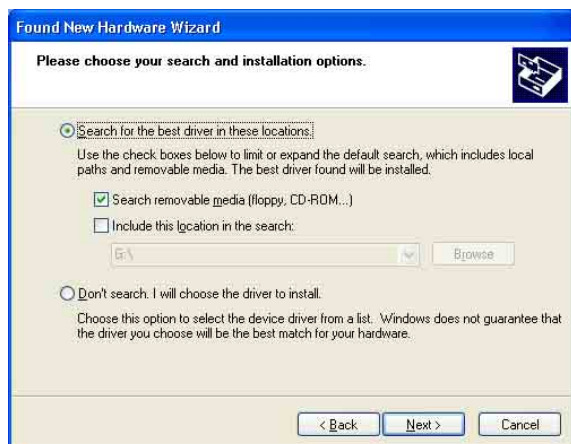 Found New Hardware Wizard
Please choose your search and installation options.
Search for the best driver in these locations.
Use the check boxes below to limit or expand the default search, which includes local
paths and removable media. The best driver found will be installed.
Search removable media (floppy, CD-ROM...)
Include this location in the search:
G:\
Browse
Don't search. I will choose the driver to install.
Choose this option to select the device driver from a list. Windows does not guarantee that
the driver you choose will be the best match for your hardware.
< Back
Next >
Cancel